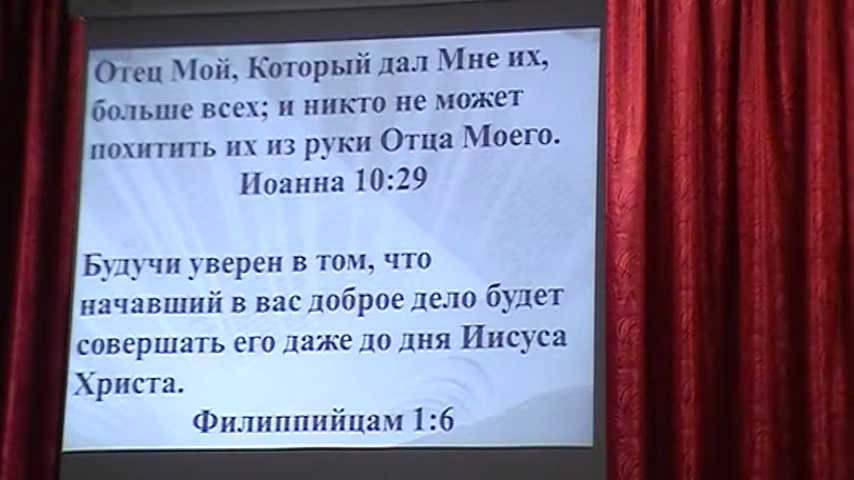 Отец Мой, Который дал Мне их,
больше всех; и никто не может
похитить их из руки Отца Моего.
Иоанна 10:29
Будучи уверен в том, что
начавший в вас доброе дело будет
совершать его даже до дня Иисуса
Христа.
Филиппийцам 1:6